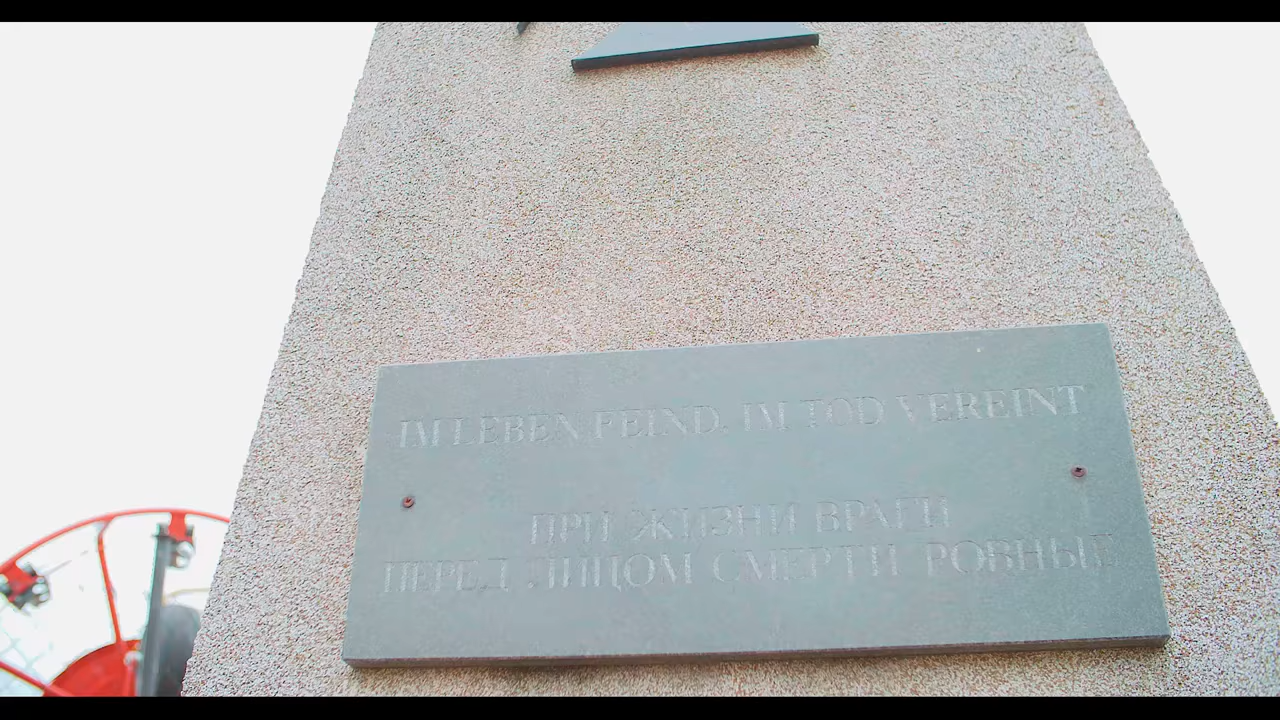 IM LEBEN FEIND, IM TOD VEREINT
ПРИ ЖИЗНИ ВРАГИ
ПЕРЕД ЛИЦОМ СМЕРТИ РОВНЫЕ